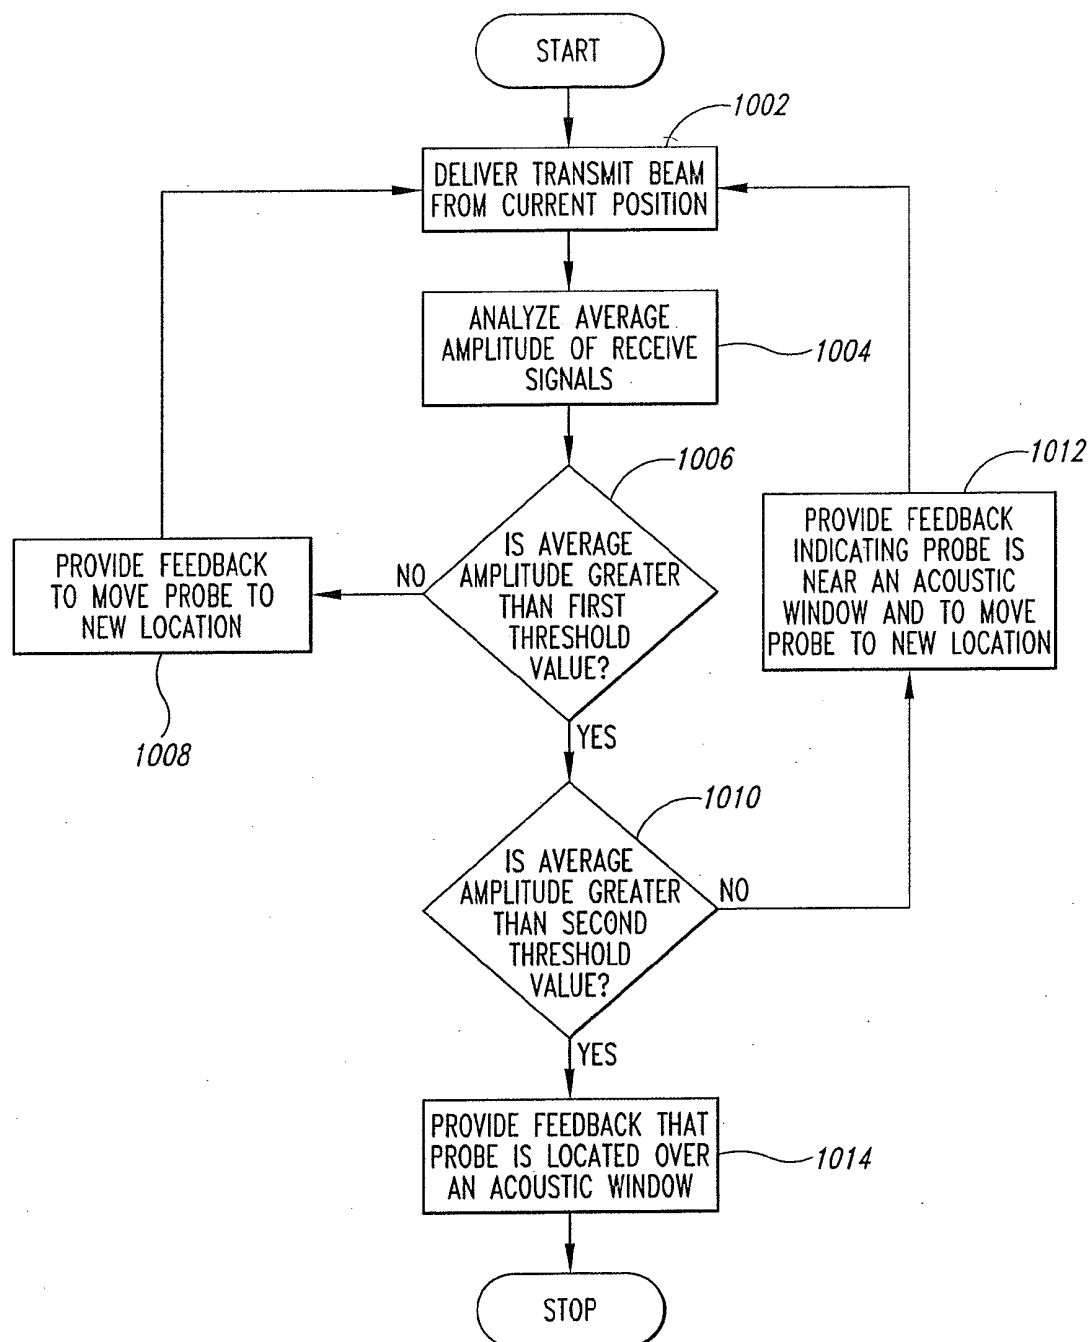 START
1002
DELIVER TRANSMIT BEAM
FROM CURRENT POSITION
ANALYZE AVERAGE
AMPLITUDE OF RECEIVE
SIGNALS
1004
1006
IS AVERAGE
AMPLITUDE GREATER
THAN FIRST
THRESHOLD
VALUE?
NO
PROVIDE FEEDBACK
TO MOVE PROBE TO
NEW LOCATION
1008
1012
PROVIDE FEEDBACK
INDICATING PROBE IS
NEAR AN ACOUSTIC
WINDOW AND TO MOVE
PROBE TO NEW LOCATION
YES
1010
IS AVERAGE
AMPLITUDE GREATER
THAN SECOND
THRESHOLD
VALUE?
NO
YES
PROVIDE FEEDBACK THAT
PROBE IS LOCATED OVER
AN ACOUSTIC WINDOW
1014
STOP